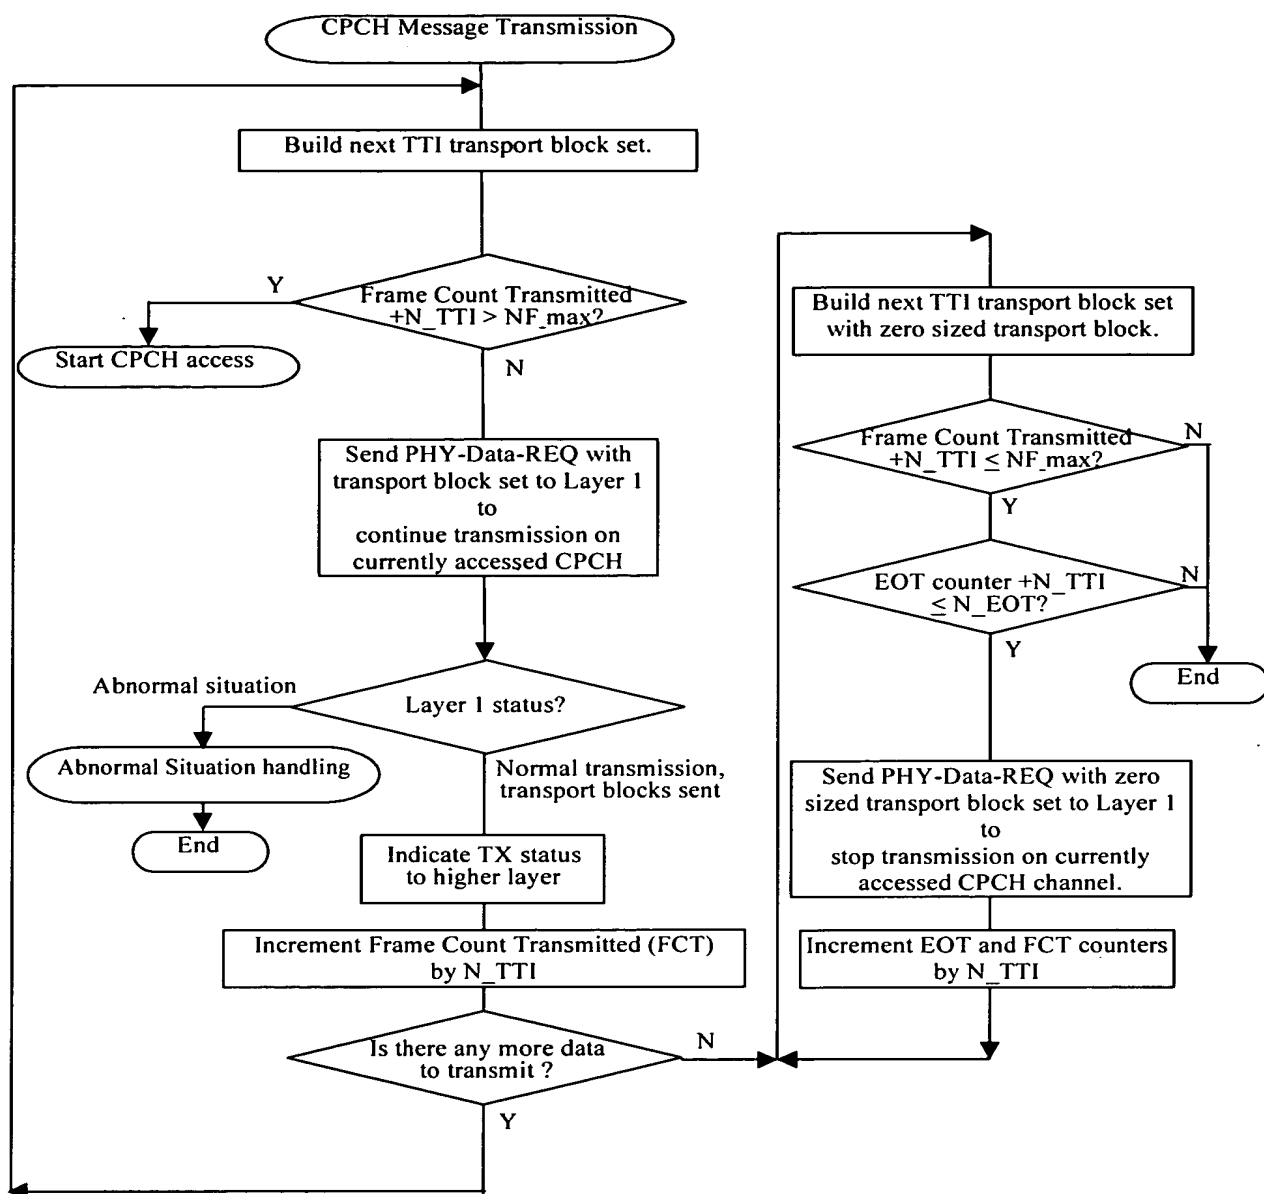 CPCH Message Transmission
Build next TTI transport block set.
Y
Frame Count Transmitted
+N_TTI > NF_max?
Start CPCH access
N
Send PHY-Data-REQ with
transport block set to Layer 1
to
continue transmission on
currently accessed CPCH
Abnormal situation
Layer 1 status?
Abnormal Situation handling
End
Normal transmission,
transport blocks sent
Indicate TX status
to higher layer
Increment Frame Count Transmitted (FCT)
by N_TTI
Is there any more data
to transmit ?
N
Y
Build next TTI transport block set
with zero sized transport block.
Frame Count Transmitted
+N_TTI ≤ NF_max?
N
Y
EOT counter +N_TTI
≤ N_EOT?
N
Y
End
Send PHY-Data-REQ with zero
sized transport block set to Layer 1
to
stop transmission on currently
accessed CPCH channel.
Increment EOT and FCT counters
by N_TTI